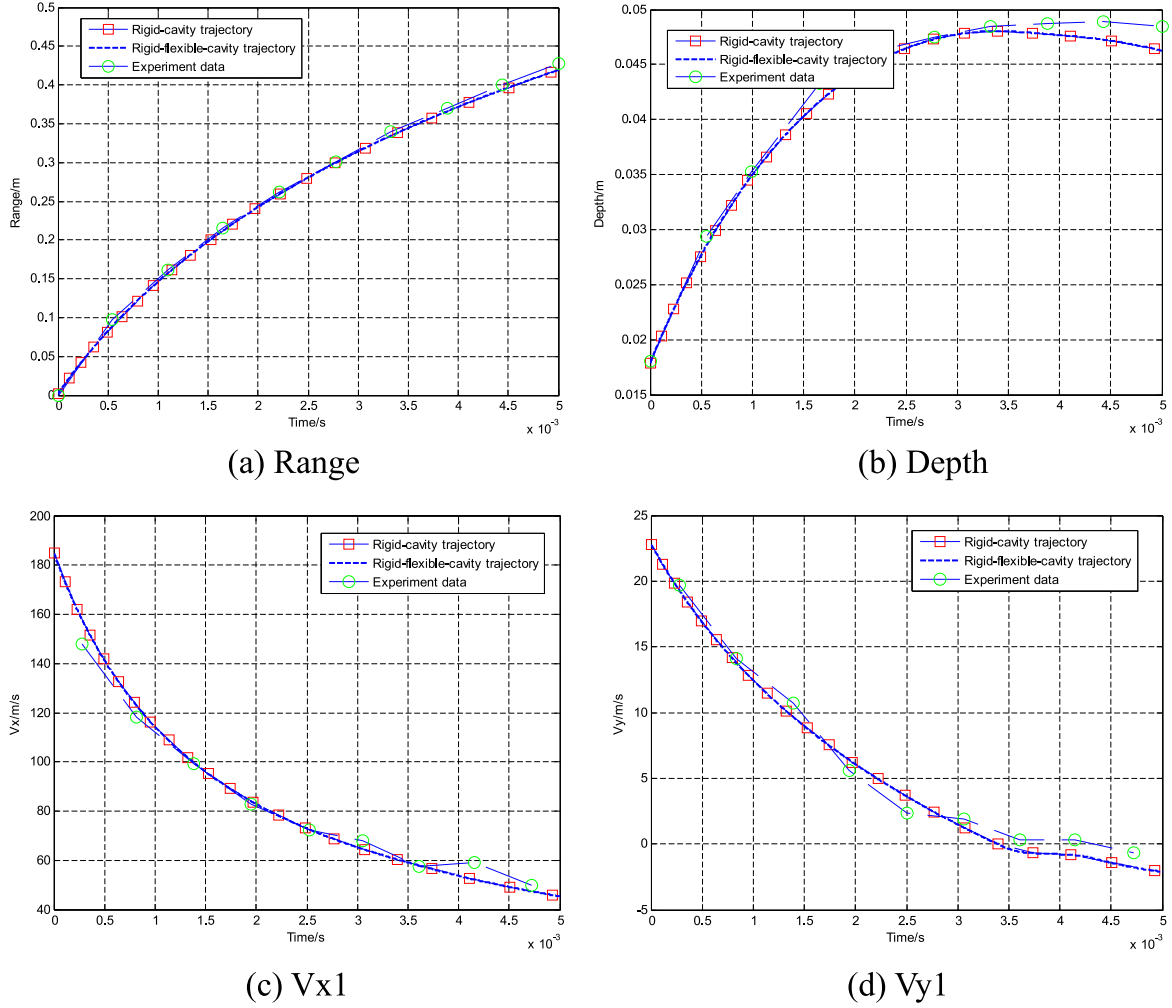 0.5
0.45
0.4
0.35
0.3
0.25
0.2
0.15
0.1
0.05
0
Range/m
Rigid-cavity trajectory
Rigid-flexible-cavity trajectory
Experiment data
0 0.5 1 1.5 2 2.5 3 3.5 4 4.5 5
Time/s
x 10⁻³
(a) Range
0.05
0.045
0.04
0.035
0.03
0.025
0.02
0.015
Depth/m
Rigid-cavity trajectory
Rigid-flexible-cavity trajectory
Experiment data
0 0.5 1 1.5 2 2.5 3 3.5 4 4.5 5
Time/s
x 10⁻³
(b) Depth
200
180
160
140
120
100
80
60
40
Vx/m/s
Rigid-cavity trajectory
Rigid-flexible-cavity trajectory
Experiment data
0 0.5 1 1.5 2 2.5 3 3.5 4 4.5 5
Time/s
x 10⁻³
(c) Vx1
25
20
15
10
5
0
-5
Vy/m/s
Rigid-cavity trajectory
Rigid-flexible-cavity trajectory
Experiment data
0 0.5 1 1.5 2 2.5 3 3.5 4 4.5 5
Time/s
x 10⁻³
(d) Vy1